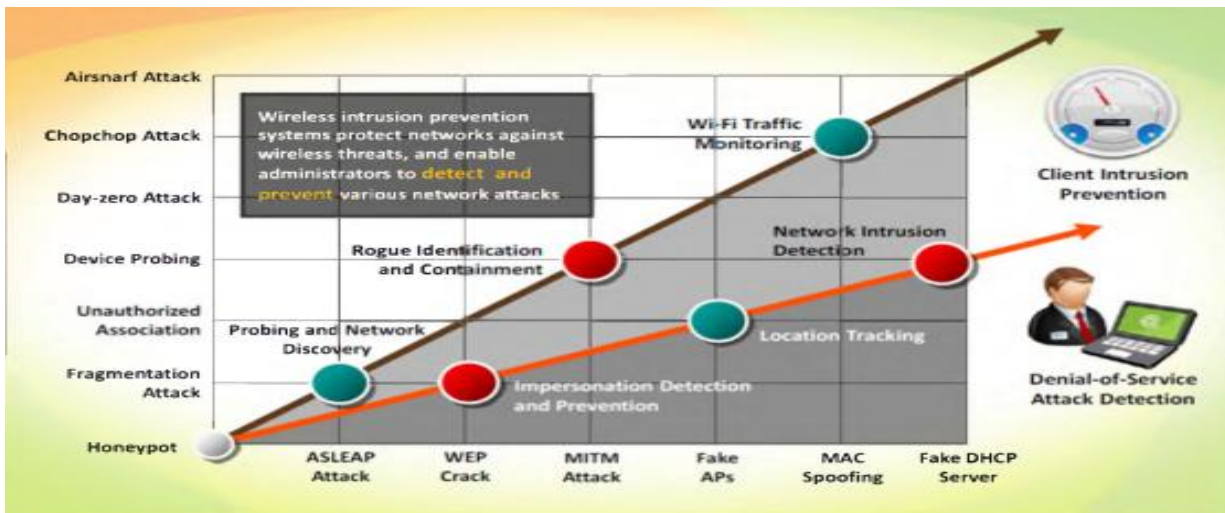 Airsnarf Attack
Chopchop Attack
Day-zero Attack
Device Probing
Unauthorized
Association
Fragmentation
Attack
Honeypot
Wireless intrusion prevention
systems protect networks against
wireless threats, and enable
administrators to detect and
prevent various network attacks
Wi-Fi Traffic
Monitoring
Rogue Identification
and Containment
Network Intrusion
Detection
Probing and Network
Discovery
Location Tracking
Impersonation Detection
and Prevention
ASLEAP
Attack
WEP
Crack
MITM
Attack
Fake
APs
MAC
Spoofing
Fake DHCP
Server
Client Intrusion
Prevention
Denial-of-Service
Attack Detection